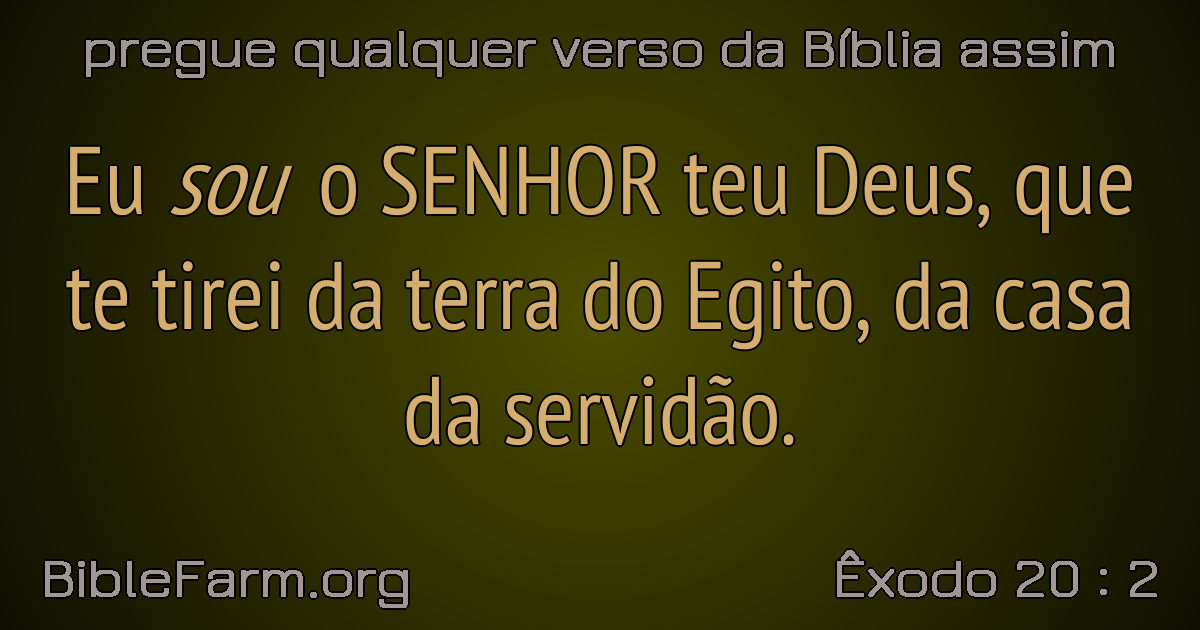 pregue qualquer verso da Bíblia assim
Eu sou o SENHOR teu Deus, que
te tirei da terra do Egito, da casa
da servidão.
BibleFarm.org
Êxodo 20 : 2